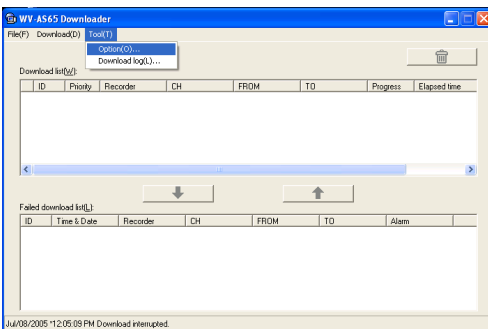 WV-AS65 Downloader
File(F) Download(D) Tool(T)
Option(O)...
Download log(L)...
Download list(W):
ID Priority Recorder CH FROM TO Progress Elapsed time
Failed download list(L):
ID Time & Date Recorder CH FROM TO Alarm
Jul/08/2005 *12:05:09 PM Download interrupted.